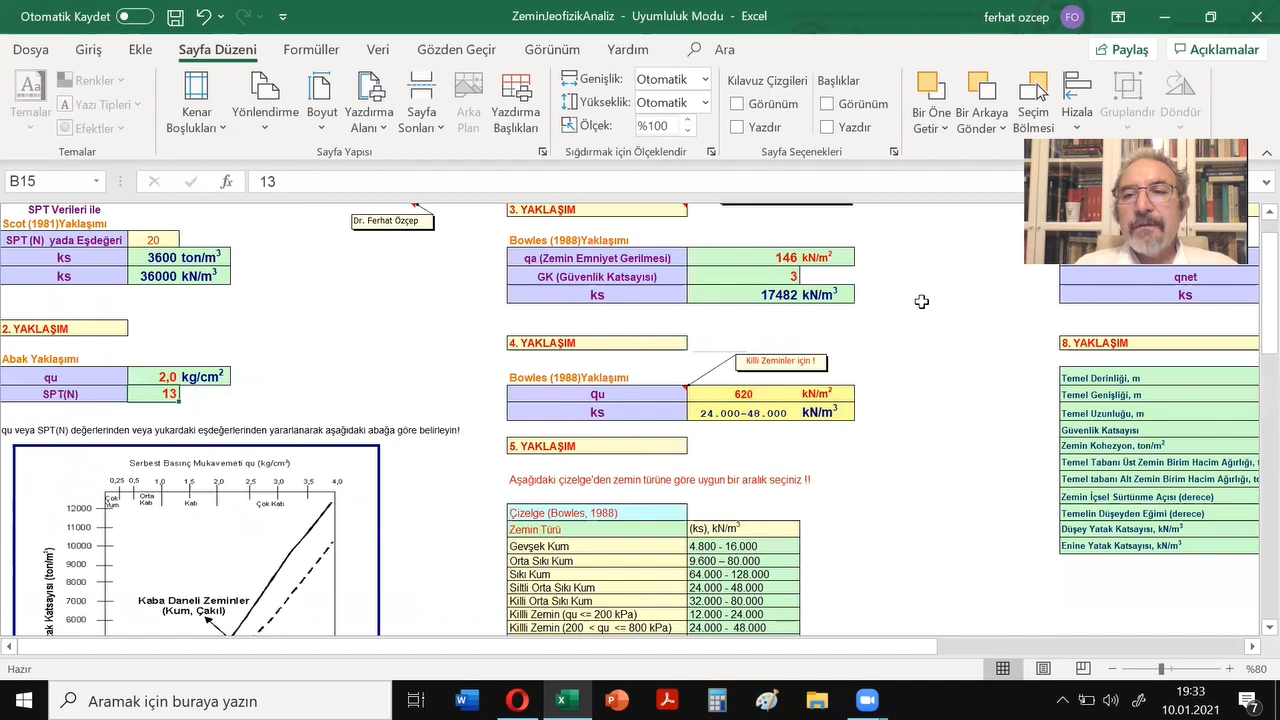 Otomatik Kaydet
ZeminJeofizikAnaliz - Uyumluluk Modu - Excel
ferhat ozcep FO
Dosya Giriş Ekle Sayfa Düzeni Formüller Veri Gözden Geçir Görünüm Yardım Ara Paylaş Açıklamalar
Temalar
Renkler
Yazı Tipleri
Efektler
Temalar
Kenar Boşlukları
Yönlendirme
Boyut
Yazdırma Alanı
Sayfa Sonları
Arka Plan
Yazdırma Başlıkları
Sayfa Yapısı
Genişlik: Otomatik
Yükseklik: Otomatik
Ölçek: %100
Sığdırmak için Ölçeklendir
Kılavuz Çizgileri Başlıklar
Görünüm Görünüm
Yazdır Yazdır
Sayfa Seçenekleri
Bir Öne Getir
Bir Arkaya Gönder
Seçim Bölmesi
Hizala
Gruplandır
Döndür
B15 fx 13
SPT Verileri ile
Scot (1981)Yaklaşımı
SPT (N) yada Eşdeğeri 20
ks 3600 ton/m3
ks 36000 kN/m3
Dr. Ferhat Özçep
2. YAKLAŞIM
Abak Yaklaşımı
qu 2,0 kg/cm2
SPT(N) 13
qu veya SPT(N) değerlerinden veya yukardaki eşdeğerlerinden yararlanarak aşağıdaki abağa göre belirleyin!
Serbest Basınç Mukavemeti qu (kg/cm²)
0,25 0,5 1,0 1,5 2,0 2,5 3,0 3,5 4,0
Çok Yum
Orta Katı
Katı
Çok Katı
12000
11000
10000
9000
8000
7000
6000
Kaba Daneli Zeminler
(Kum, Çakıl)
3. YAKLAŞIM
Bowles (1988)Yaklaşımı
qa (Zemin Emniyet Gerilmesi) 146 kN/m2
GK (Güvenlik Katsayısı) 3
ks 17482 kN/m3
4. YAKLAŞIM
Killi Zeminler için !
Bowles (1988)Yaklaşımı
qu 620 kN/m2
ks 24.000-48.000 kN/m3
5. YAKLAŞIM
Aşağıdaki çizelge'den zemin türüne göre uygun bir aralık seçiniz !!
Çizelge (Bowles, 1988)
Zemin Türü (ks), kN/m3
Gevşek Kum 4.800 - 16.000
Orta Sıkı Kum 9.600 – 80.000
Sıkı Kum 64.000 - 128.000
Siltli Orta Sıkı Kum 24.000 - 48.000
Killi Orta Sıkı Kum 32.000 - 80.000
Killli Zemin (qu <= 200 kPa) 12.000 - 24.000
Killli Zemin (200 < qu <= 800 kPa) 24.000 - 48.000
qnet
ks
8. YAKLAŞIM
Temel Derinliği, m
Temel Genişliği, m
Temel Uzunluğu, m
Güvenlik Katsayısı
Zemin Kohezyon, ton/m2
Temel Tabanı Üst Zemin Birim Hacim Ağırlığı,
Temel tabanı Alt Zemin Birim Hacim Ağırlığı,
Zemin İçsel Sürtünme Açısı (derece)
Temelin Düşeyden Eğimi (derece)
Düşey Yatak Katsayısı, kN/m3
Enine Yatak Katsayısı, kN/m3
Hazır %80
Aramak için buraya yazın
19:33
10.01.2021
7